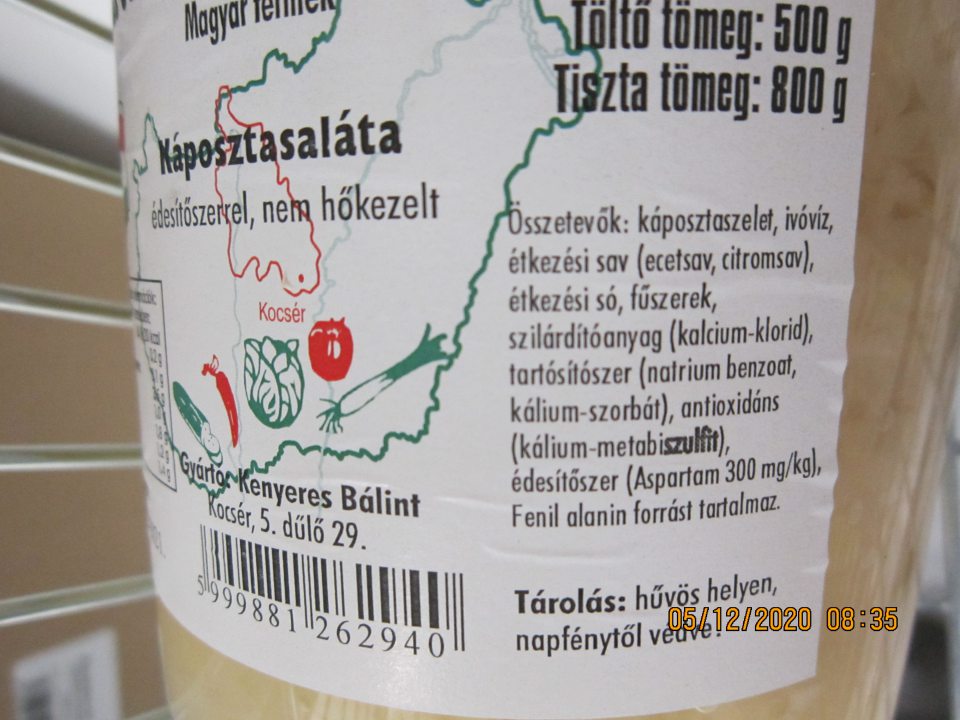 Magyar termék
Töltő tömeg: 500 g
Tiszta tömeg: 800 g
Káposztasaláta
édesítőszerrel, nem hőkezelt
Kocsér
Összetevők: káposztaszelet, ivóvíz,
étkezési sav (ecetsav, citromsav),
étkezési só, fűszerek,
szilárdítóanyag (kalcium-klorid),
tartósítószer (natrium benzoat,
kálium-szorbát), antioxidáns
(kálium-metabiszulfit),
édesítőszer (Aspartam 300 mg/kg),
Fenil alanin forrást tartalmaz.
Gyártó: Kenyeres Bálint
Kocsér, 5. dűlő 29.
5 999881 262940
Tárolás: hűvös helyen,
napfénytől védve!
05/12/2020 08:35